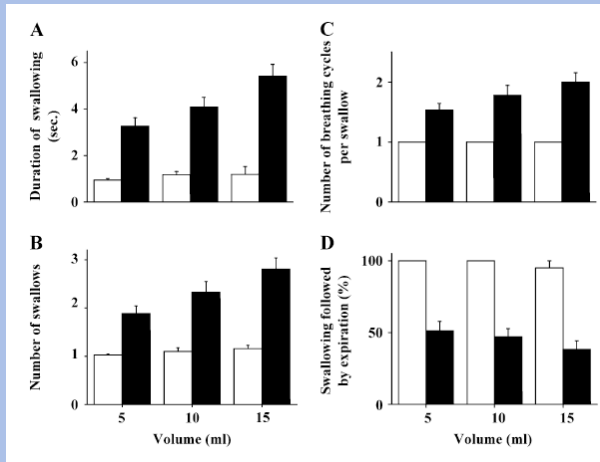 A
Duration of swallowing
(sec.)
6
4
2
0
B
Number of swallows
3
2
1
0
5
10
15
Volume (ml)
C
Number of breathing cycles
per swallow
2
1
0
D
Swallowing followed
by expiration (%)
100
50
0
5
10
15
Volume (ml)